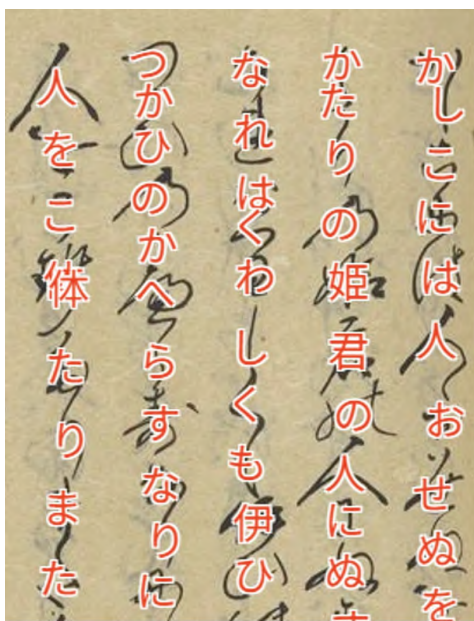 かしこには人おせぬを
かたりの姫君の人にぬ
なれはくわしくも伊ひ
つかひのかへらすなりに
人をこ体たりまた